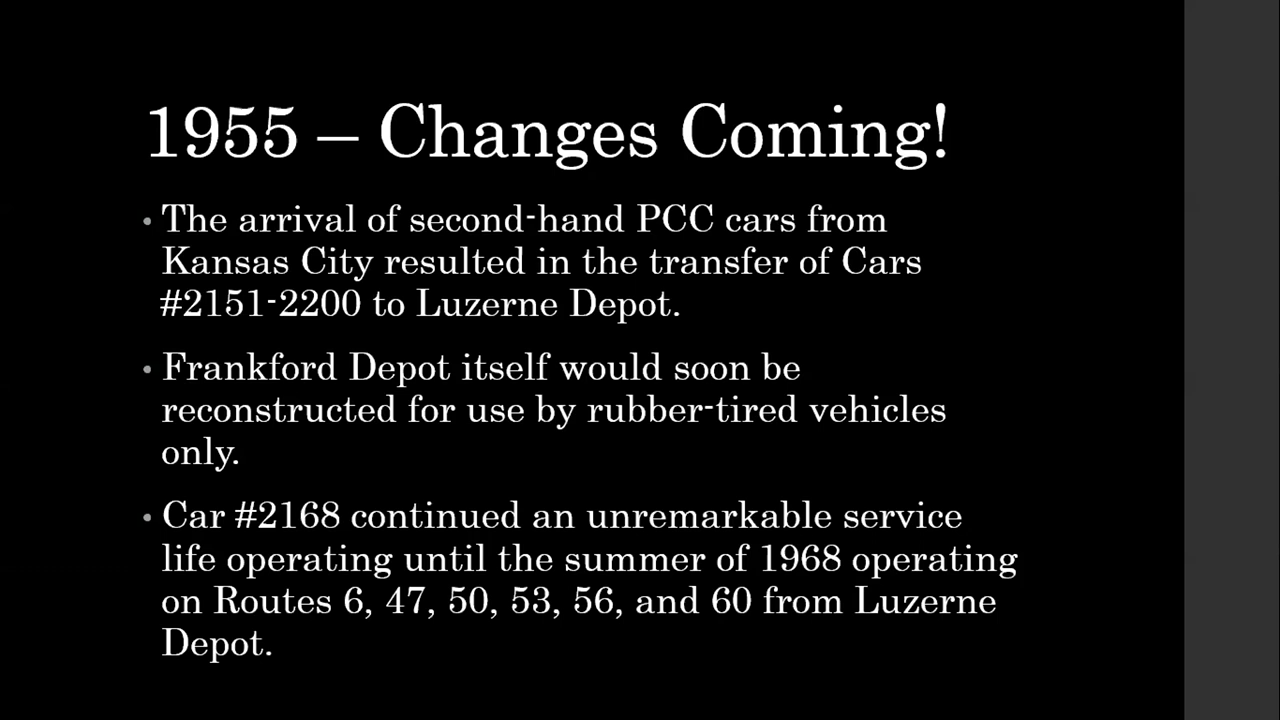 1955 – Changes Coming!
• The arrival of second-hand PCC cars from
Kansas City resulted in the transfer of Cars
#2151-2200 to Luzerne Depot.
• Frankford Depot itself would soon be
reconstructed for use by rubber-tired vehicles
only.
• Car #2168 continued an unremarkable service
life operating until the summer of 1968 operating
on Routes 6, 47, 50, 53, 56, and 60 from Luzerne
Depot.